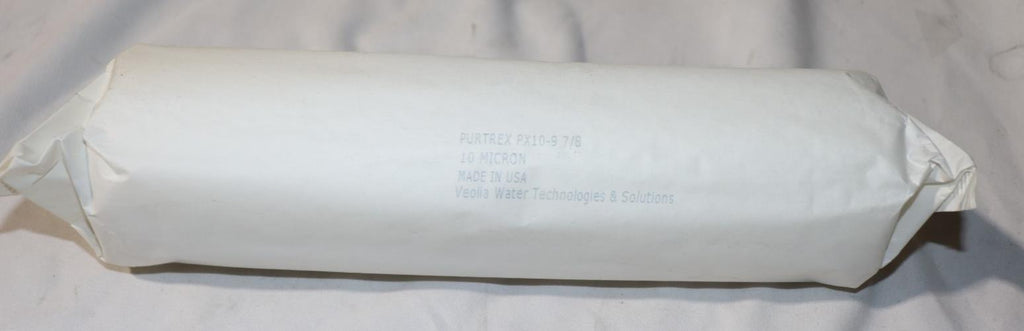 PURTREX PX10-9 7/8
10 MICRON
MADE IN USA
Veolia Water Technologies & Solutions